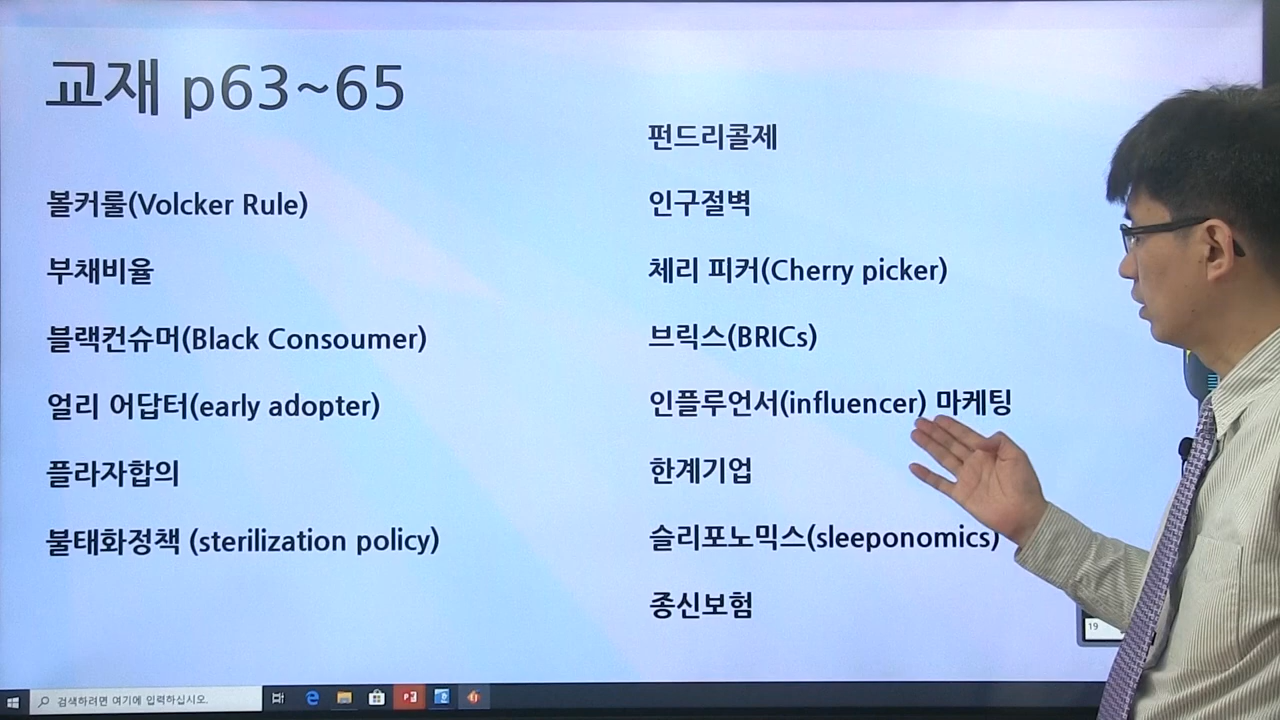 교재 p63~65
볼커룰(Volcker Rule)
부채비율
블랙컨슈머(Black Consoumer)
얼리 어답터(early adopter)
플라자합의
불태화정책 (sterilization policy)
펀드리콜제
인구절벽
체리 피커(Cherry picker)
브릭스(BRICs)
인플루언서(influencer) 마케팅
한계기업
슬리포노믹스(sleeponomics)
종신보험
19
검색하려면 여기에 입력하십시오.